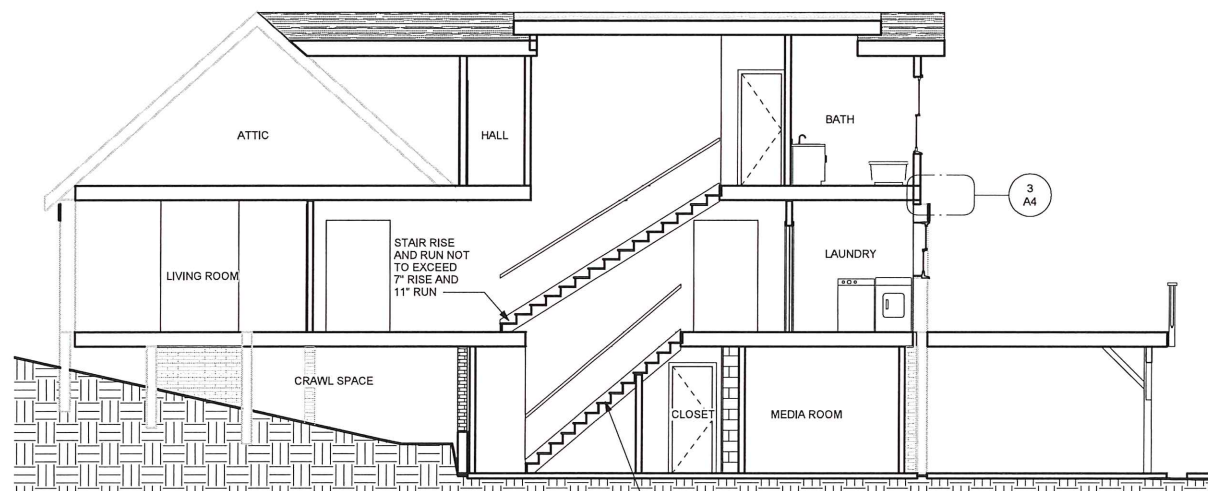 ATTIC
HALL
BATH
3
A4
LIVING ROOM
STAIR RISE
AND RUN NOT
TO EXCEED
7" RISE AND
11" RUN
LAUNDRY
CRAWL SPACE
CLOSET
MEDIA ROOM